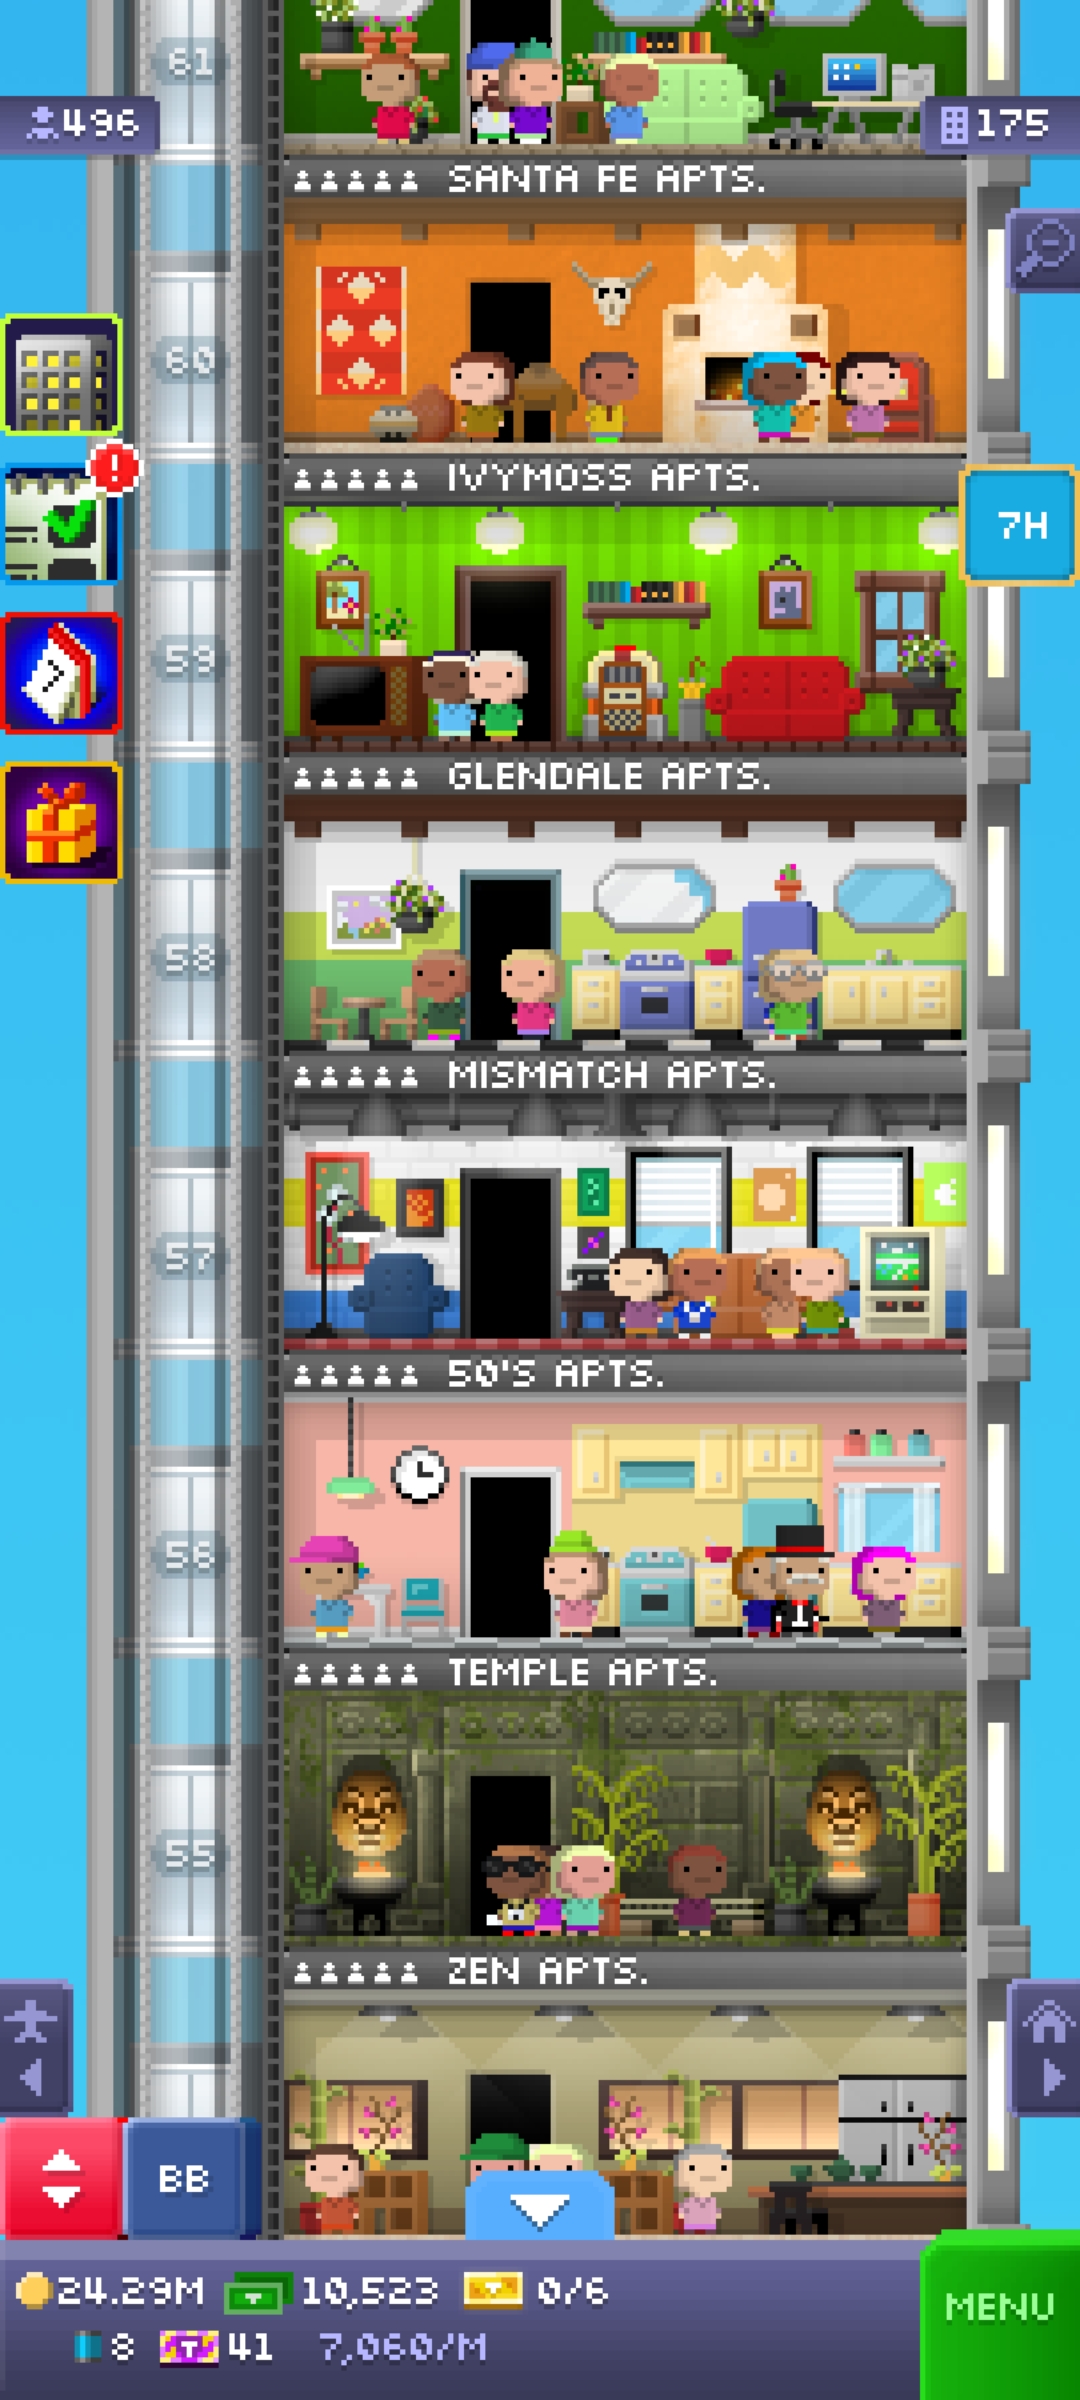 61
496
175
SANTA FE APTS.
60
IVYMOSS APTS.
7H
59
GLENDALE APTS.
58
MISMATCH APTS.
57
50'S APTS.
56
TEMPLE APTS.
55
ZEN APTS.
BB
24.29M 10,523 0/6
8 T 41 7,060/M
MENU